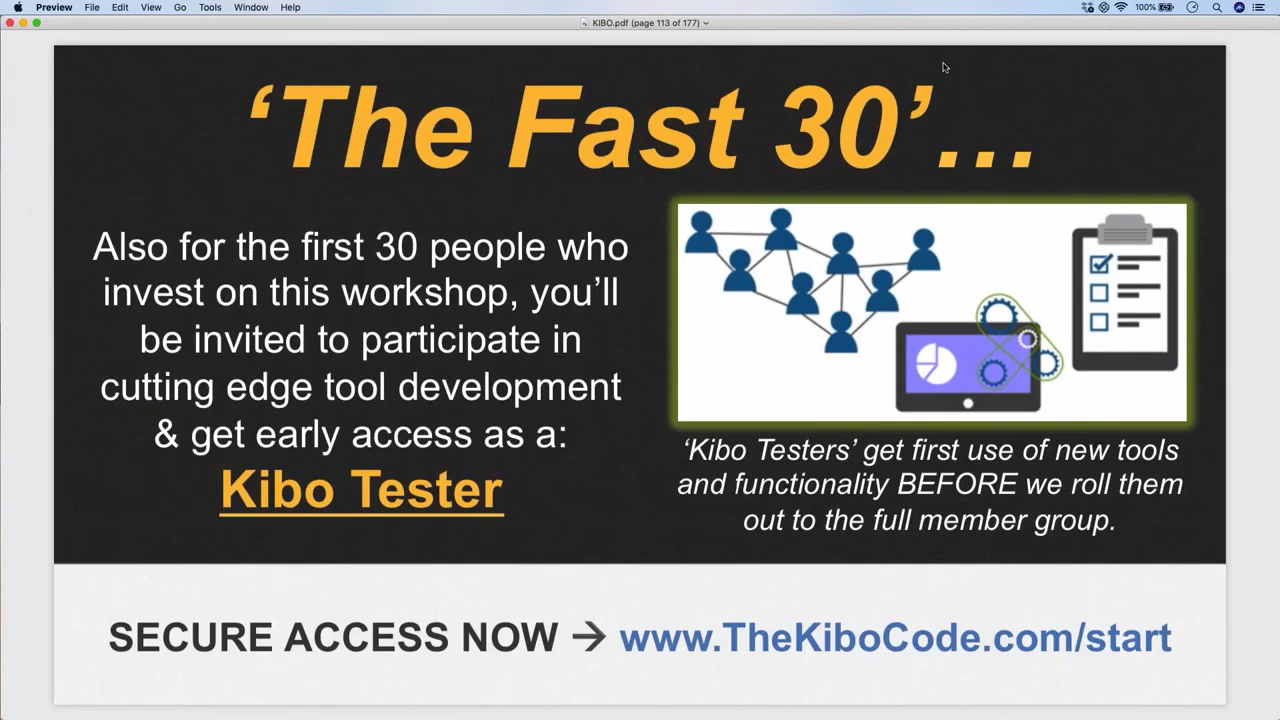 Preview File Edit View Go Tools Window Help 100%
KIBO.pdf (page 113 of 177)
‘The Fast 30’…
Also for the first 30 people who
invest on this workshop, you’ll
be invited to participate in
cutting edge tool development
& get early access as a:
Kibo Tester
‘Kibo Testers’ get first use of new tools
and functionality BEFORE we roll them
out to the full member group.
SECURE ACCESS NOW → www.TheKiboCode.com/start